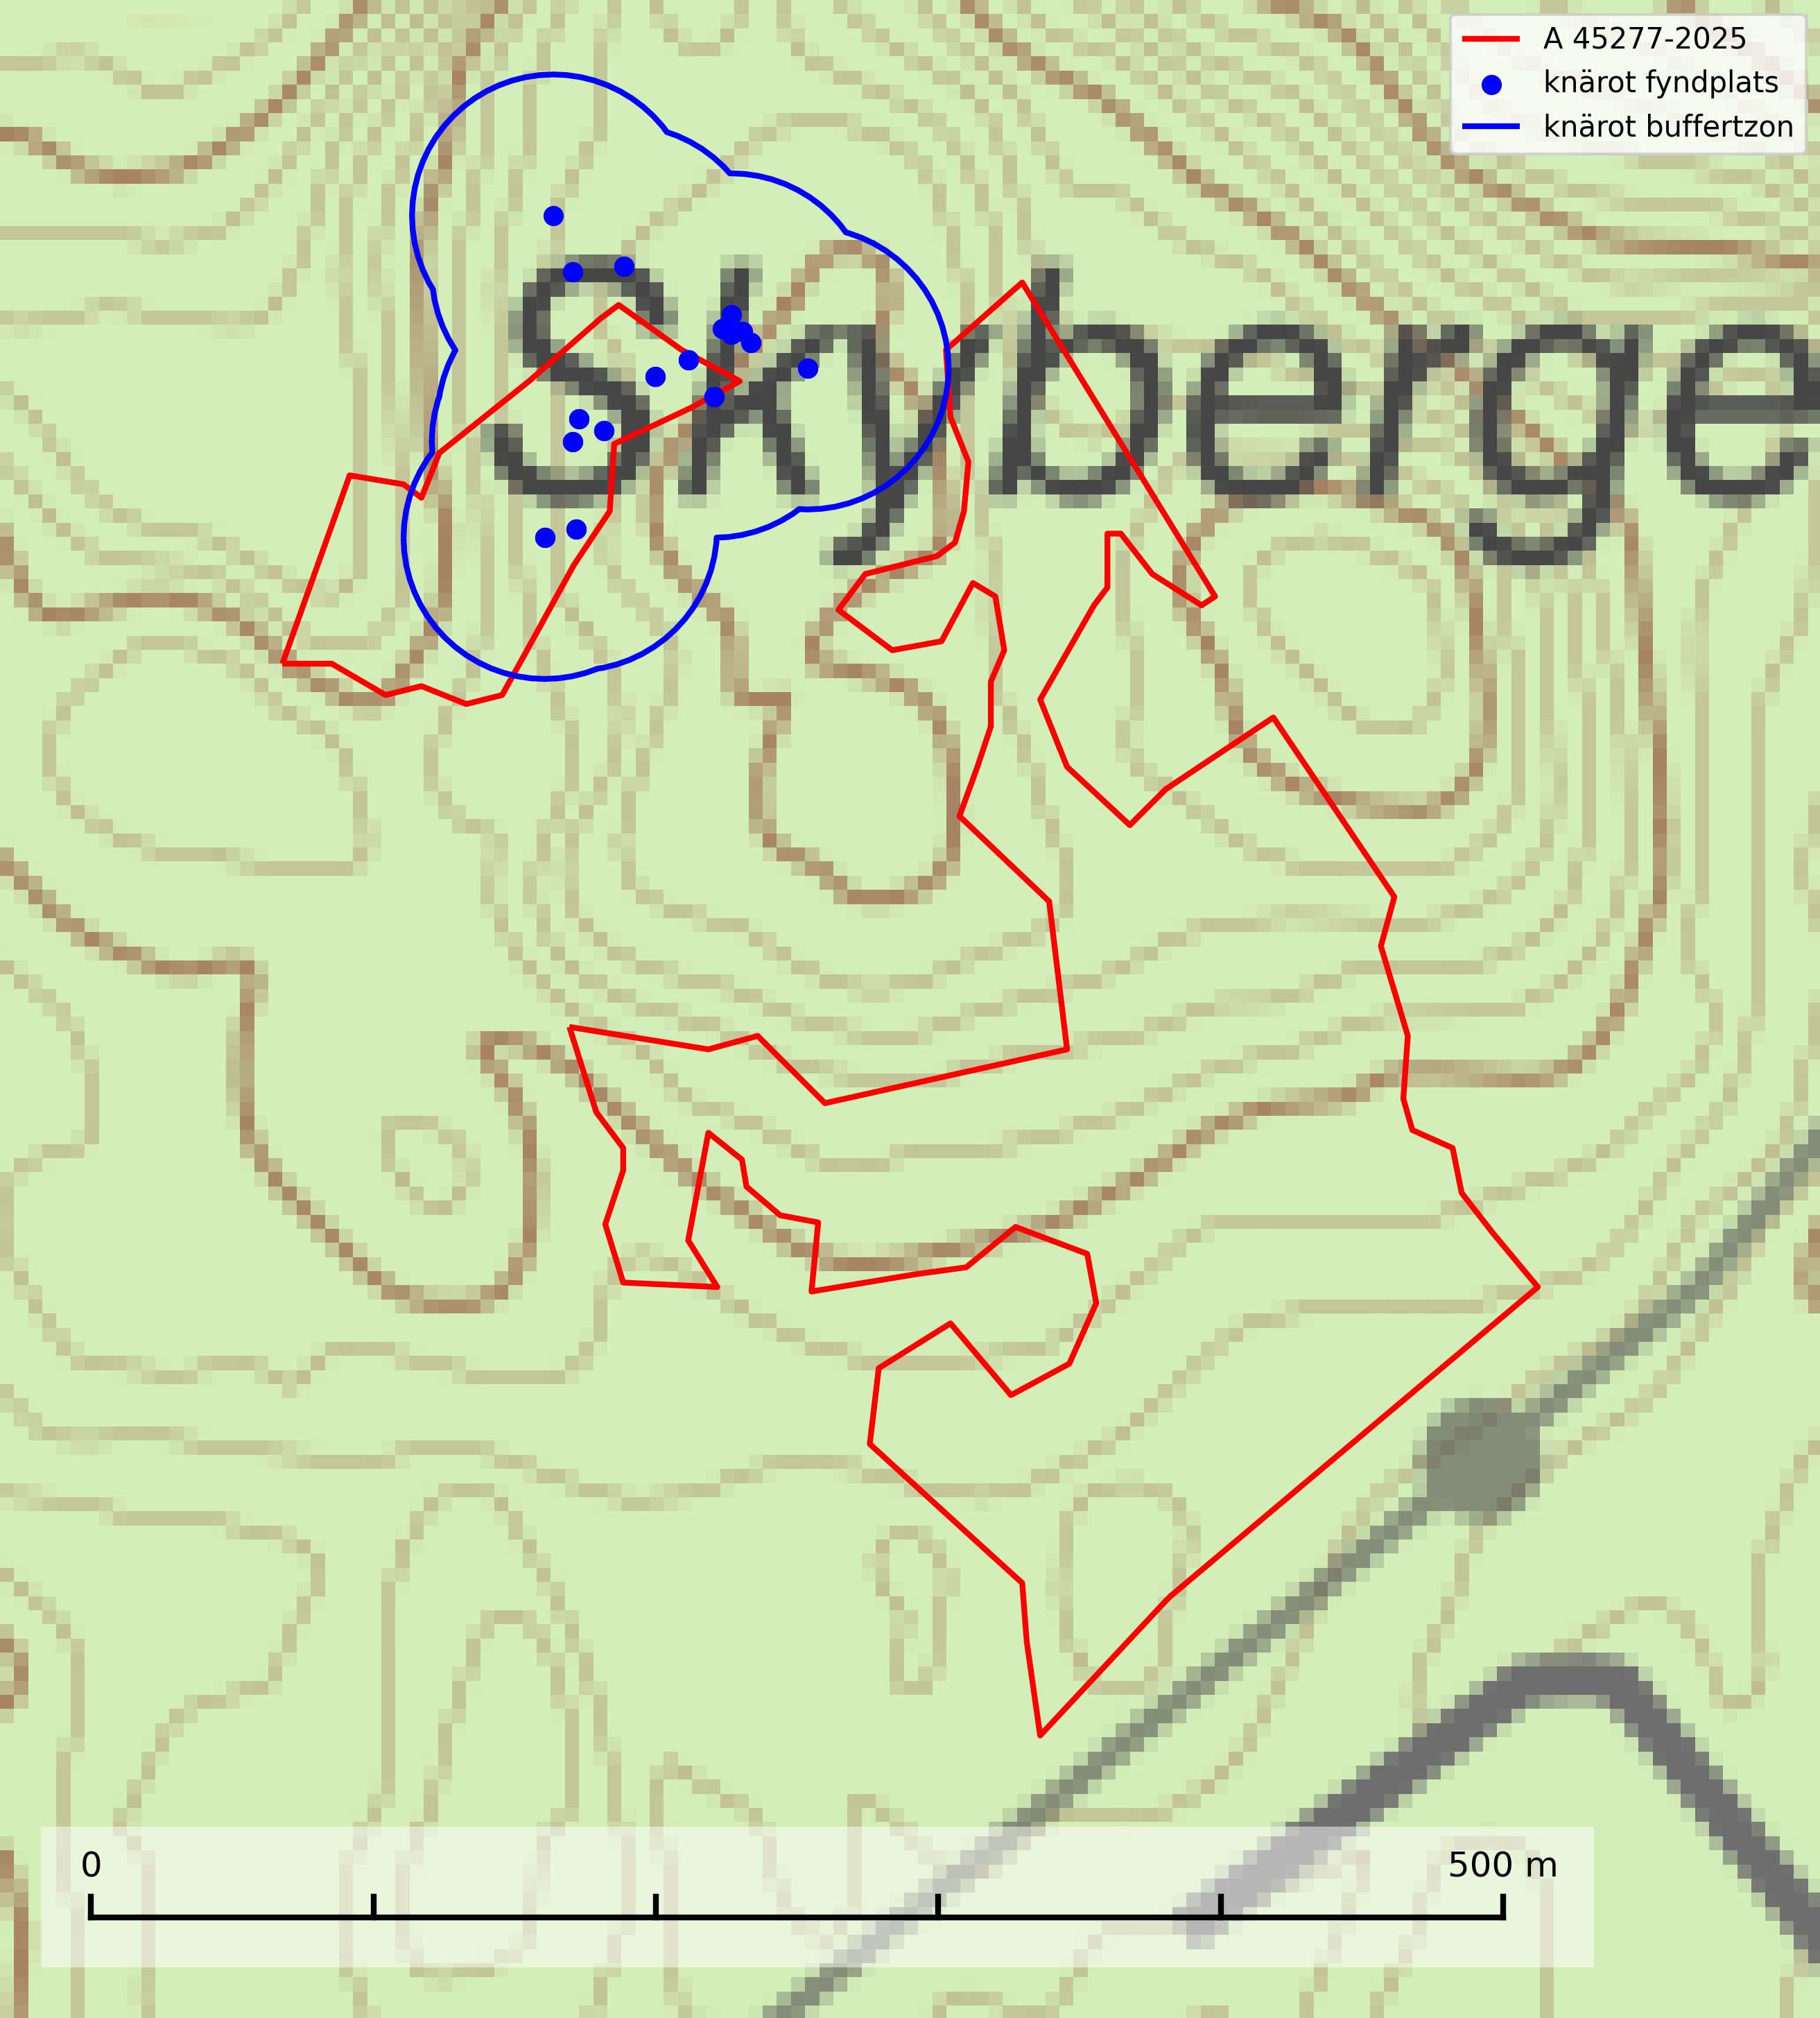 A 45277-2025
knärot fyndplats
knärot buffertzon
Skyberge
0 500 m